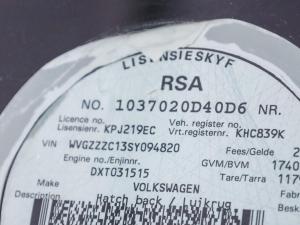 LISENSIESKYF
RSA
NO. 1037020D40D6 NR.
Licence no. Veh. register no.
Lisensienr. KPJ219EC Vrt.registernr. KHC839K
VIN WVGZZZC13SY094820 Fees/Gelde 2
Engine no./Enjinnr. GVM/BVM 1740
DXT031515 Tare/Tarra 117
Make VOLKSWAGEN
Description Hatch back / Luikrug